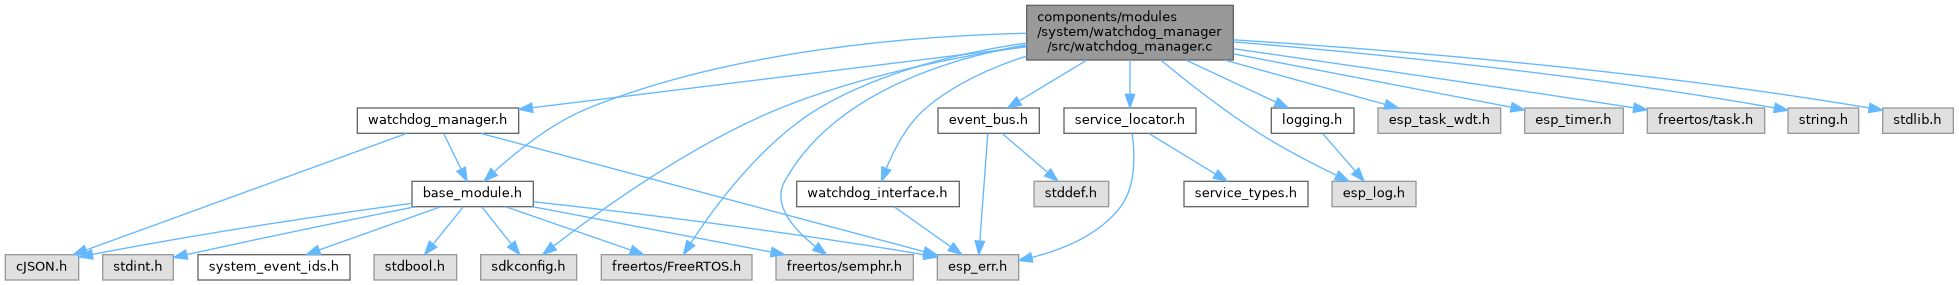 components/modules
/system/watchdog_manager
/src/watchdog_manager.c
watchdog_manager.h
event_bus.h
service_locator.h
logging.h
esp_task_wdt.h
esp_timer.h
freertos/task.h
string.h
stdlib.h
base_module.h
watchdog_interface.h
stddef.h
service_types.h
esp_log.h
cJSON.h
stdint.h
system_event_ids.h
stdbool.h
sdkconfig.h
freertos/FreeRTOS.h
freertos/semphr.h
esp_err.h